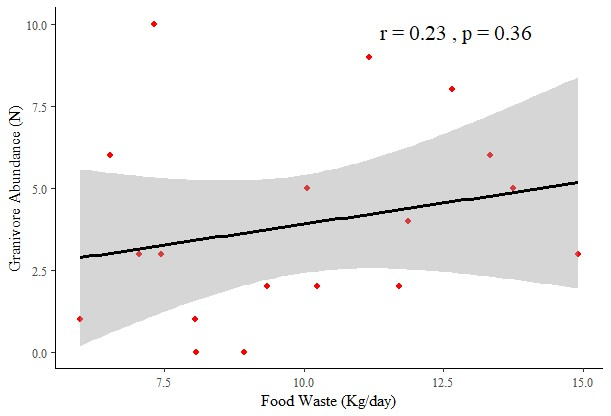 r = 0.23 , p = 0.36
Granivore Abundance (N)
10.0
7.5
5.0
2.5
0.0
7.5 10.0 12.5 15.0
Food Waste (Kg/day)